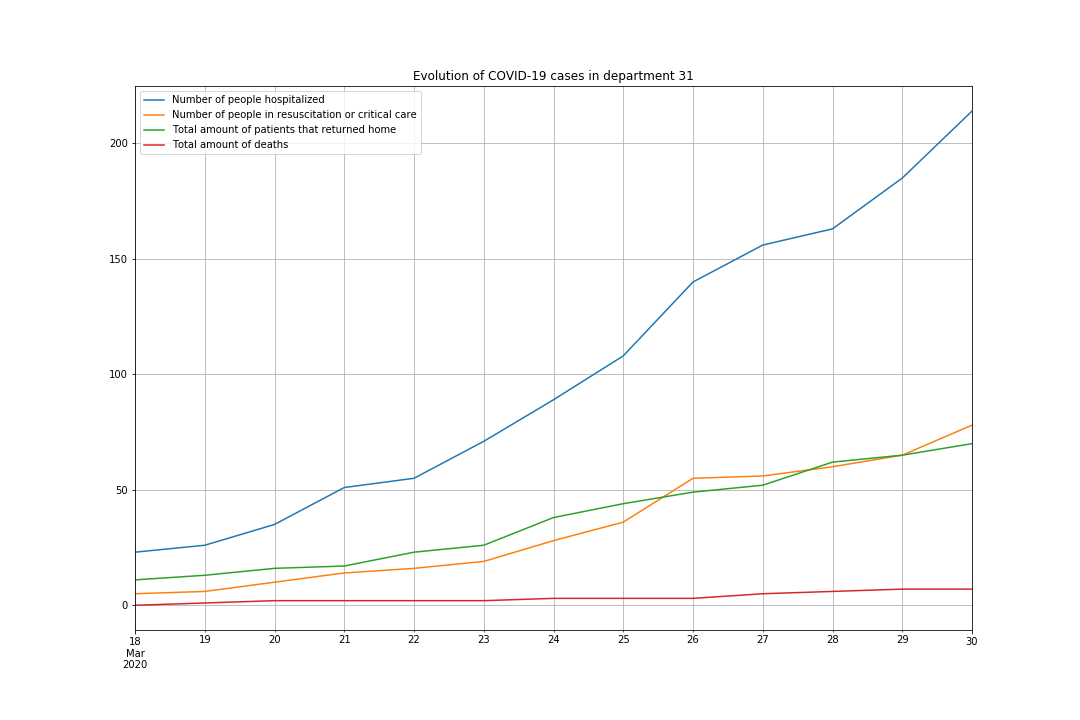 Evolution of COVID-19 cases in department 31
Number of people hospitalized
Number of people in resuscitation or critical care
Total amount of patients that returned home
Total amount of deaths
200
150
100
50
0
18 19 20 21 22 23 24 25 26 27 28 29 30
Mar
2020